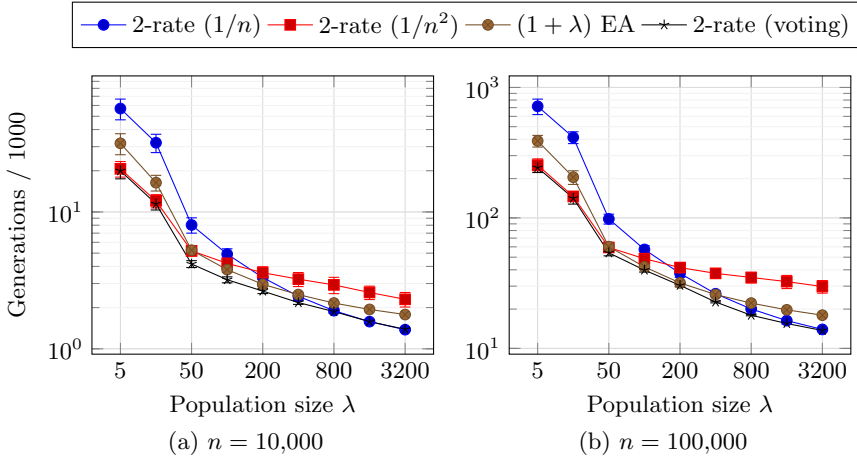 2-rate (1/n) 2-rate (1/n²) (1 + λ) EA 2-rate (voting)
Generations / 1000
10¹
10⁰
5 50 200 800 3200
Population size λ
(a) n = 10,000
10³
10²
10¹
5 50 200 800 3200
Population size λ
(b) n = 100,000